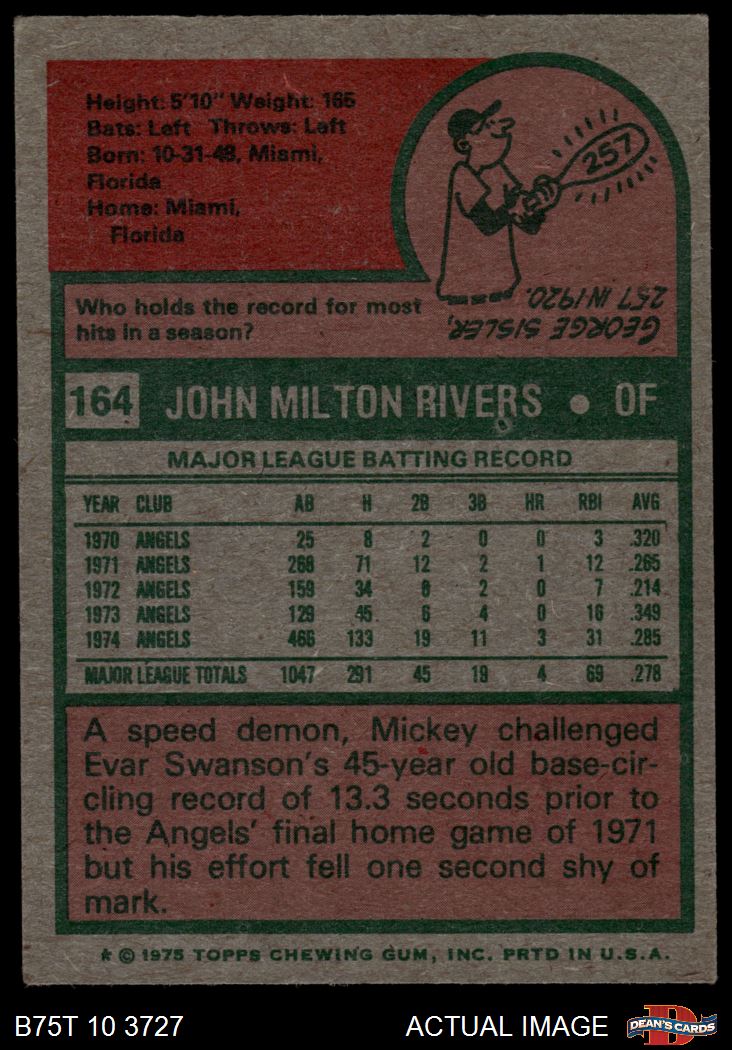 Height: 5'10" Weight: 165
Bats: Left Throws: Left
Born: 10-31-48, Miami,
Florida
Home: Miami,
Florida
257
Who holds the record for most
hits in a season?
GEORGE SISLER,
257 IN 1920.
164 JOHN MILTON RIVERS • OF
MAJOR LEAGUE BATTING RECORD
YEAR CLUB AB H 2B 3B HR RBI AVG
1970 ANGELS 25 8 2 0 0 3 .320
1971 ANGELS 268 71 12 2 1 12 .265
1972 ANGELS 159 34 6 2 0 7 .214
1973 ANGELS 129 45 6 4 0 16 .349
1974 ANGELS 466 133 19 11 3 31 .285
MAJOR LEAGUE TOTALS 1047 291 45 19 4 69 .278
A speed demon, Mickey challenged
Evar Swanson's 45-year old base-cir-
cling record of 13.3 seconds prior to
the Angels' final home game of 1971
but his effort fell one second shy of
mark.
* © 1975 TOPPS CHEWING GUM, INC. PRTD IN U.S.A.
B75T 10 3727 ACTUAL IMAGE D DEAN'S CARDS